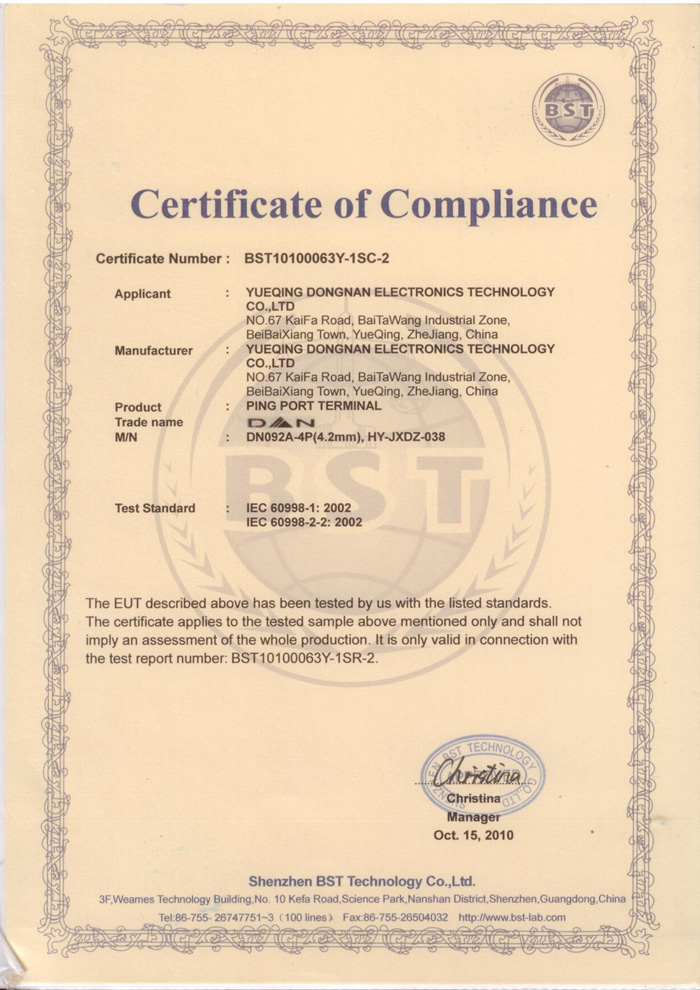 BST
Certificate of Compliance
Certificate Number : BST10100063Y-1SC-2
Applicant : YUEQING DONGNAN ELECTRONICS TECHNOLOGY
CO.,LTD
NO.67 KaiFa Road, BaiTaWang Industrial Zone,
BeiBaiXiang Town, YueQing, ZheJiang, China
Manufacturer : YUEQING DONGNAN ELECTRONICS TECHNOLOGY
CO.,LTD
NO.67 KaiFa Road, BaiTaWang Industrial Zone,
BeiBaiXiang Town, YueQing, ZheJiang, China
Product : PING PORT TERMINAL
Trade name :
M/N : DN092A-4P(4.2mm), HY-JXDZ-038
BST
Test Standard : IEC 60998-1: 2002
IEC 60998-2-2: 2002
The EUT described above has been tested by us with the listed standards.
The certificate applies to the tested sample above mentioned only and shall not
imply an assessment of the whole production. It is only valid in connection with
the test report number: BST10100063Y-1SR-2.
BST TECHNOLOGY CO.,LTD
Christina
Christina
Manager
Oct. 15, 2010
Shenzhen BST Technology Co.,Ltd.
3F,Weames Technology Building,No. 10 Kefa Road,Science Park,Nanshan District,Shenzhen,Guangdong,China
Tel:86-755- 26747751~3（100 lines） Fax:86-755-26504032 http://www.bst-lab.com